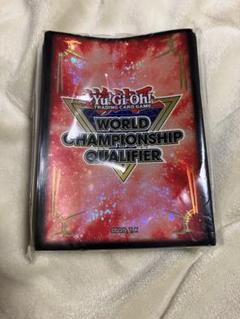 Yu-Gi-Oh!
TRADING CARD GAME
WORLD
CHAMPIONSHIP
QUALIFIER